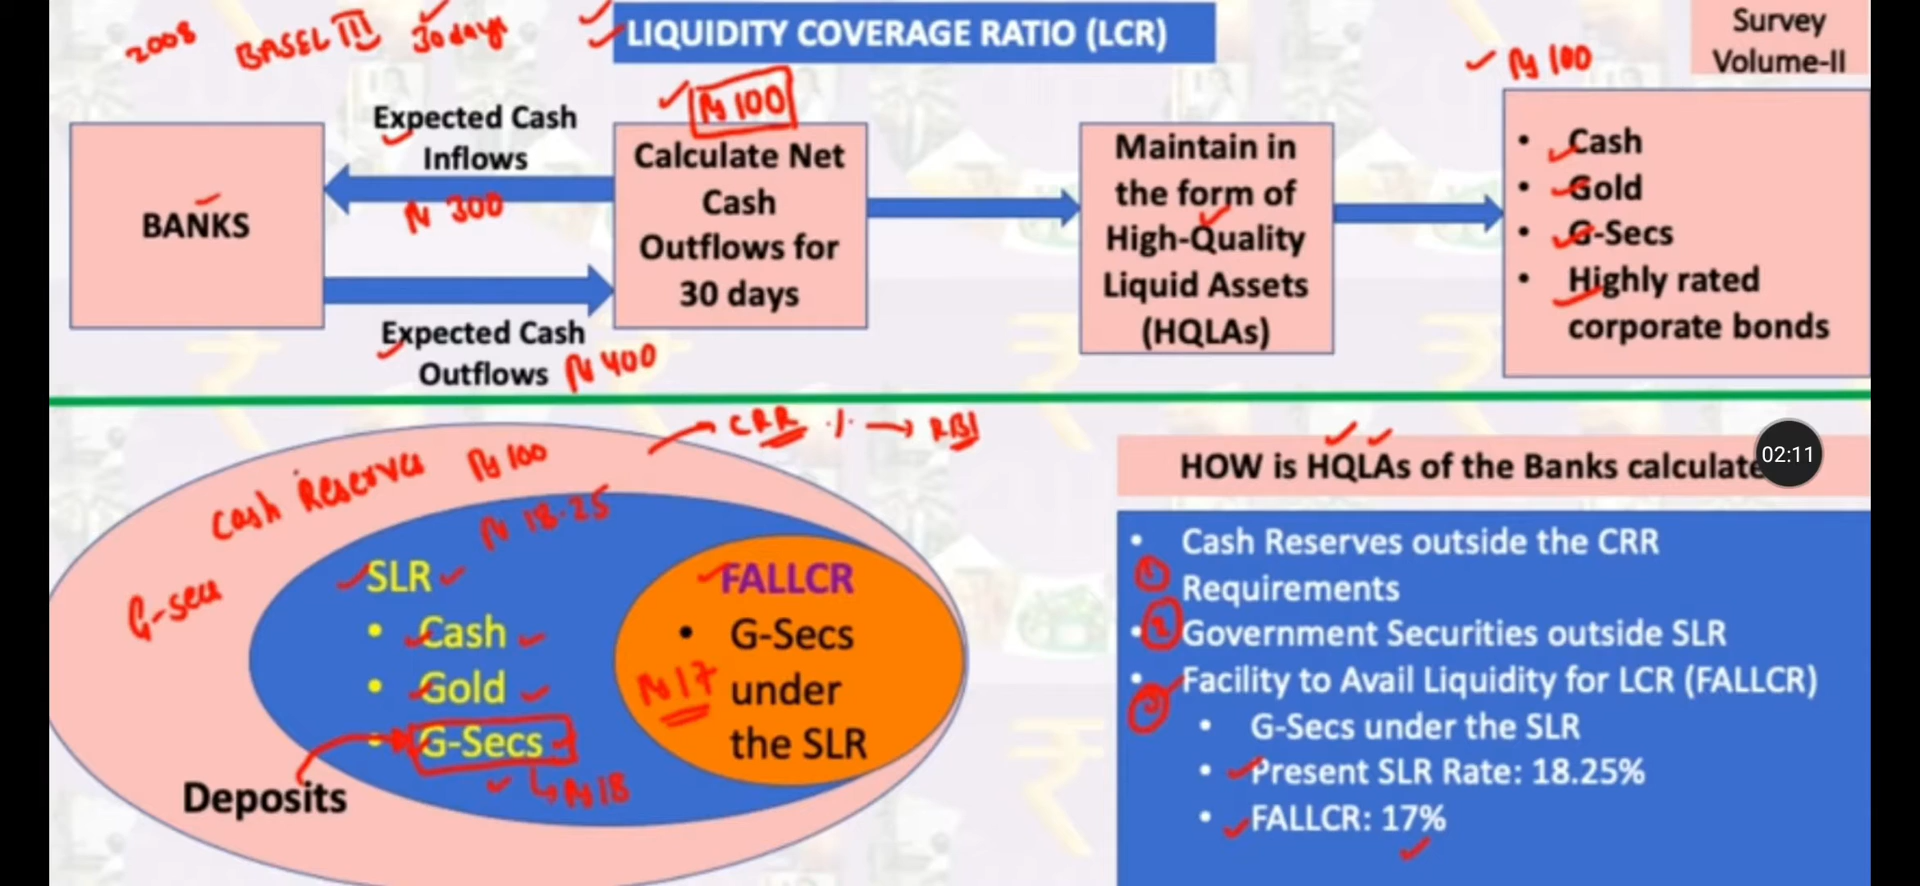 2008 BASEL III 30 days
LIQUIDITY COVERAGE RATIO (LCR)
Survey
Volume-II
₹ 100
₹ 100
Expected Cash
Inflows
₹ 300
BANKS
Expected Cash
Outflows ₹ 400
Calculate Net
Cash
Outflows for
30 days
Maintain in
the form of
High-Quality
Liquid Assets
(HQLAs)
• Cash
• Gold
• G-Secs
• Highly rated
corporate bonds
CRR % → RBI
Cash Reserves ₹ 100
G-secs
₹ 18.25
SLR
• Cash
• Gold
• G-Secs
₹ 18
Deposits
FALLCR
• G-Secs
under
the SLR
₹ 17
HOW is HQLAs of the Banks calculate
02:11
• Cash Reserves outside the CRR
Requirements
• Government Securities outside SLR
• Facility to Avail Liquidity for LCR (FALLCR)
• G-Secs under the SLR
• Present SLR Rate: 18.25%
• FALLCR: 17%
1
2
3